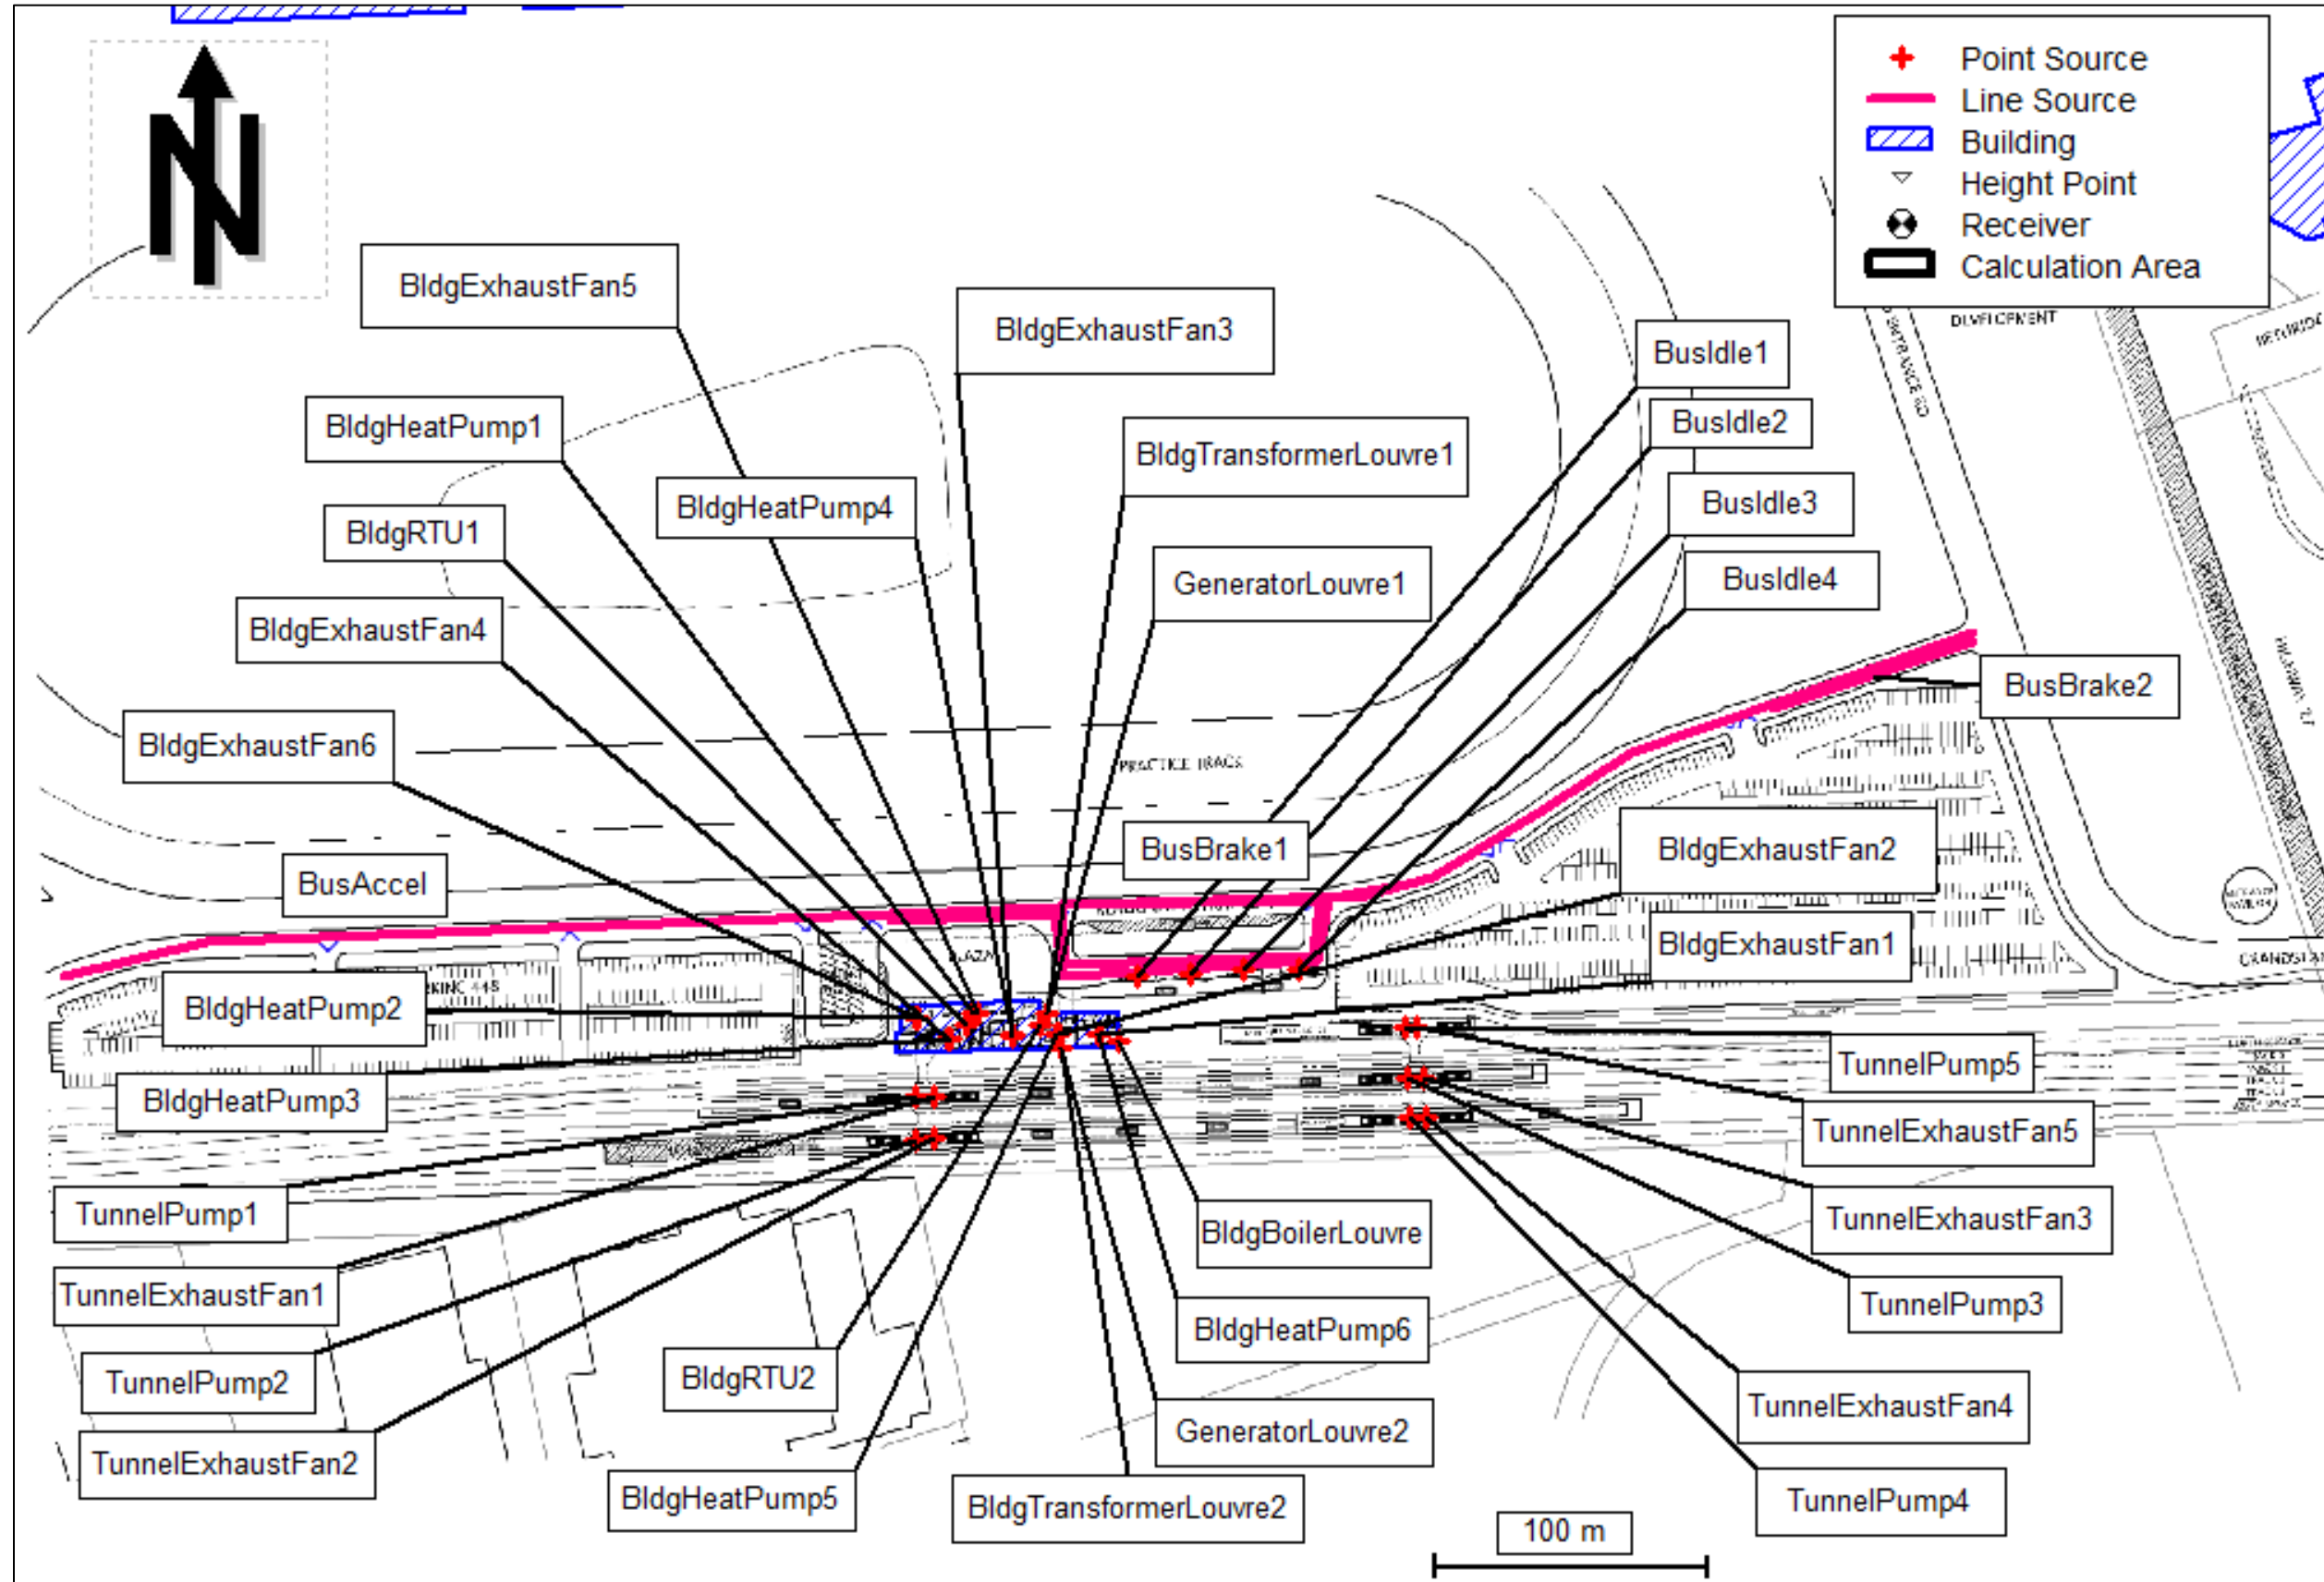 Point Source
Line Source
Building
Height Point
Receiver
Calculation Area
N
BldgExhaustFan5
BldgExhaustFan3
BusIdle1
BldgHeatPump1
BusIdle2
BldgTransformerLouvre1
BldgHeatPump4
BusIdle3
BldgRTU1
GeneratorLouvre1
BusIdle4
BldgExhaustFan4
BusBrake2
BldgExhaustFan6
PRACTICE TRACK
BusBrake1
BldgExhaustFan2
BusAccel
BldgExhaustFan1
PLAZA
BldgHeatPump2
TunnelPump5
BldgHeatPump3
TunnelExhaustFan5
TunnelPump1
TunnelExhaustFan3
BldgBoilerLouvre
TunnelExhaustFan1
TunnelPump3
BldgHeatPump6
TunnelPump2
BldgRTU2
TunnelExhaustFan4
GeneratorLouvre2
TunnelExhaustFan2
BldgHeatPump5
BldgTransformerLouvre2
TunnelPump4
100 m